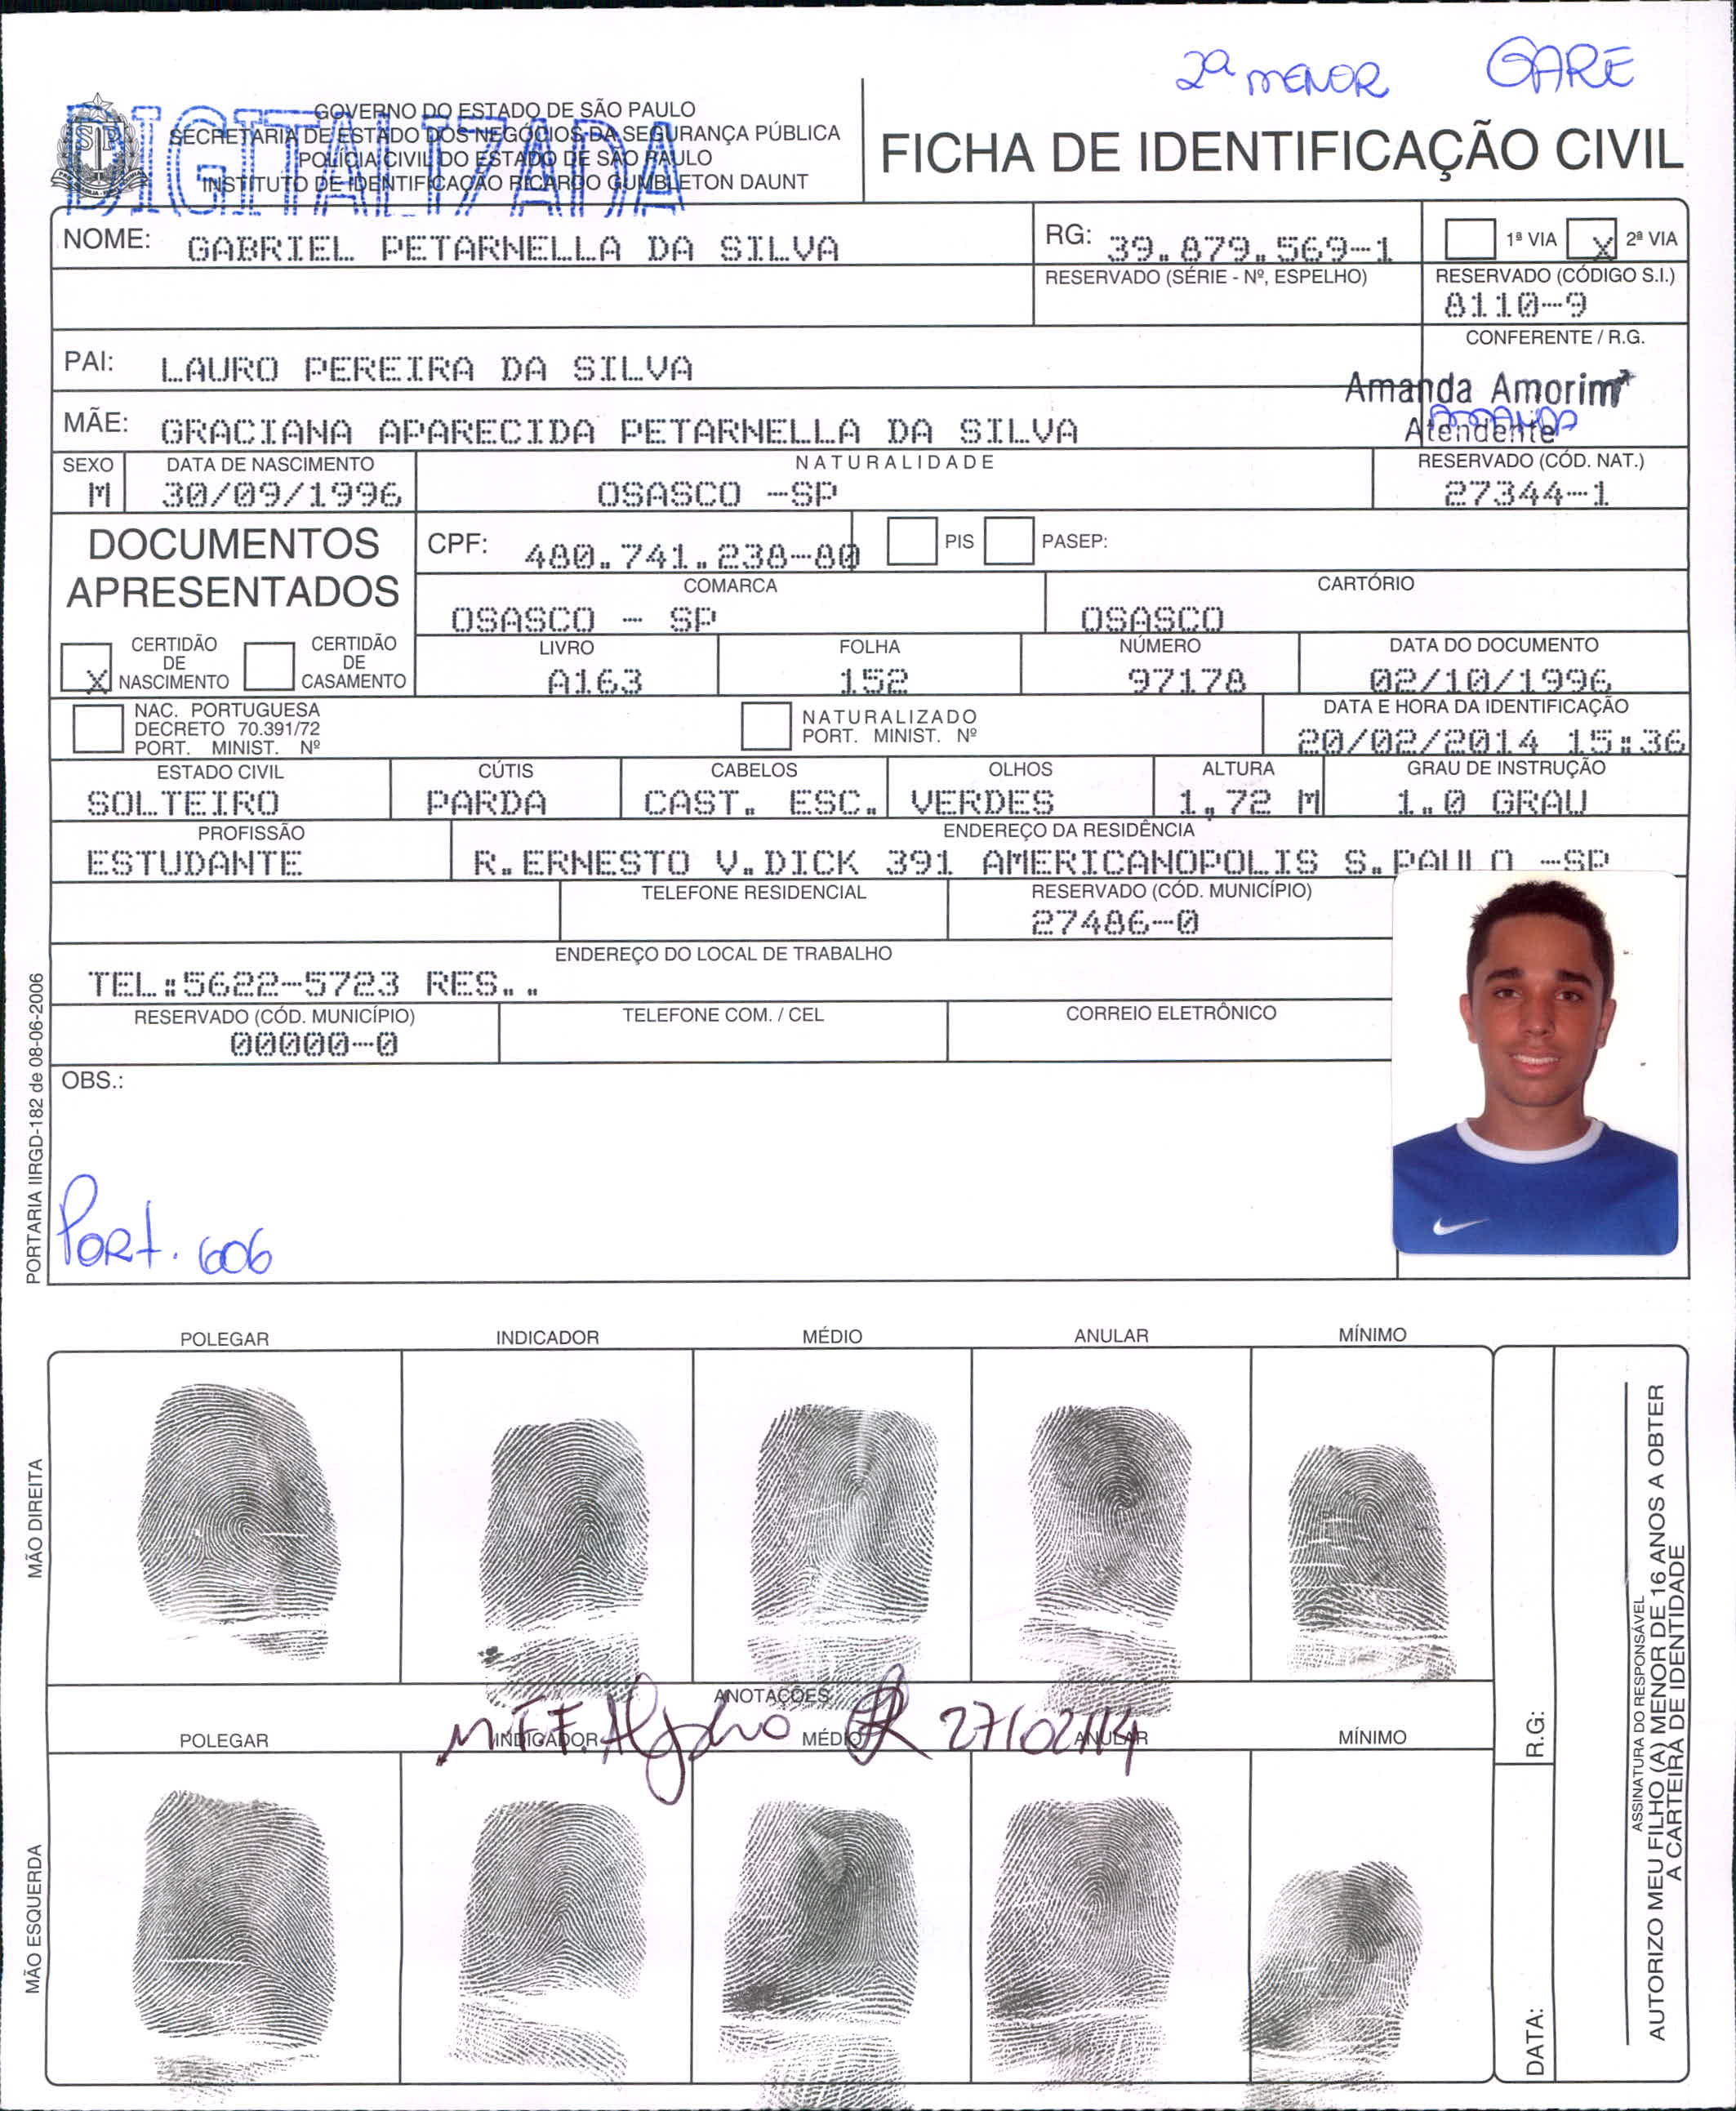 2ª MENOR GARE
DIGITALIZADA
GOVERNO DO ESTADO DE SÃO PAULO
SECRETARIA DE ESTADO DOS NEGÓCIOS DA SEGURANÇA PÚBLICA
POLÍCIA CIVIL DO ESTADO DE SÃO PAULO
INSTITUTO DE IDENTIFICAÇÃO RICARDO GUMBLETON DAUNT
FICHA DE IDENTIFICAÇÃO CIVIL
NOME: GABRIEL PETARNELLA DA SILVA
RG: 39.879.569-1
1ª VIA X 2ª VIA
RESERVADO (SÉRIE - Nº, ESPELHO)
RESERVADO (CÓDIGO S.I.)
8110-9
CONFERENTE / R.G.
PAI: LAURO PEREIRA DA SILVA
Amanda Amorim
Atendente
AMANDA
MÃE: GRACIANA APARECIDA PETARNELLA DA SILVA
SEXO DATA DE NASCIMENTO NATURALIDADE RESERVADO (CÓD. NAT.)
M 30/09/1996 OSASCO -SP 27344-1
DOCUMENTOS
APRESENTADOS
CPF: 480.741.238-80 PIS PASEP:
COMARCA CARTÓRIO
OSASCO - SP OSASCO
X CERTIDÃO DE NASCIMENTO CERTIDÃO DE CASAMENTO
LIVRO FOLHA NÚMERO DATA DO DOCUMENTO
A163 152 97178 02/10/1996
NAC. PORTUGUESA
DECRETO 70.391/72
PORT. MINIST. Nº
NATURALIZADO
PORT. MINIST. Nº
DATA E HORA DA IDENTIFICAÇÃO
20/02/2014 15:36
ESTADO CIVIL CÚTIS CABELOS OLHOS ALTURA GRAU DE INSTRUÇÃO
SOLTEIRO PARDA CAST. ESC. VERDES 1,72 M 1.0 GRAU
PROFISSÃO ENDEREÇO DA RESIDÊNCIA
ESTUDANTE R.ERNESTO V.DICK 391 AMERICANOPOLIS S.PAULO -SP
TELEFONE RESIDENCIAL RESERVADO (CÓD. MUNICÍPIO)
27486-0
ENDEREÇO DO LOCAL DE TRABALHO
TEL:5622-5723 RES..
RESERVADO (CÓD. MUNICÍPIO) TELEFONE COM. / CEL CORREIO ELETRÔNICO
00000-0
OBS.:
Port. 606
PORTARIA IIRGD-182 de 08-06-2006
POLEGAR INDICADOR MÉDIO ANULAR MÍNIMO
MÃO DIREITA
ANOTAÇÕES
27/02/14
POLEGAR INDICADOR MÉDIO ANULAR MÍNIMO
MÃO ESQUERDA
R.G:
DATA:
ASSINATURA DO RESPONSÁVEL
AUTORIZO MEU FILHO (A) MENOR DE 16 ANOS A OBTER
A CARTEIRA DE IDENTIDADE